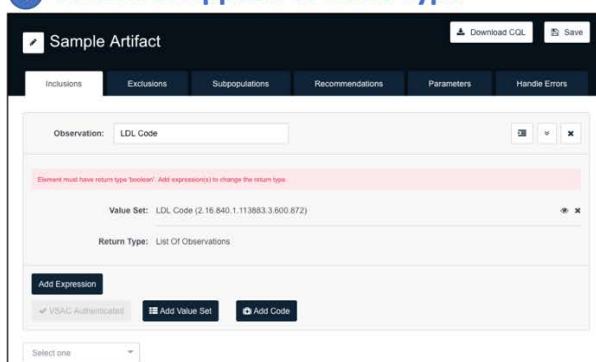 Sample Artifact
Download CQL
Save
Inclusions
Exclusions
Subpopulations
Recommendations
Parameters
Handle Errors
Observation: LDL Code
Element must have return type 'boolean'. Add expression(s) to change the return type.
Value Set: LDL Code (2.16.840.1.113883.3.600.872)
Return Type: List Of Observations
Add Expression
VSAC Authenticated
Add Value Set
Add Code
Select one